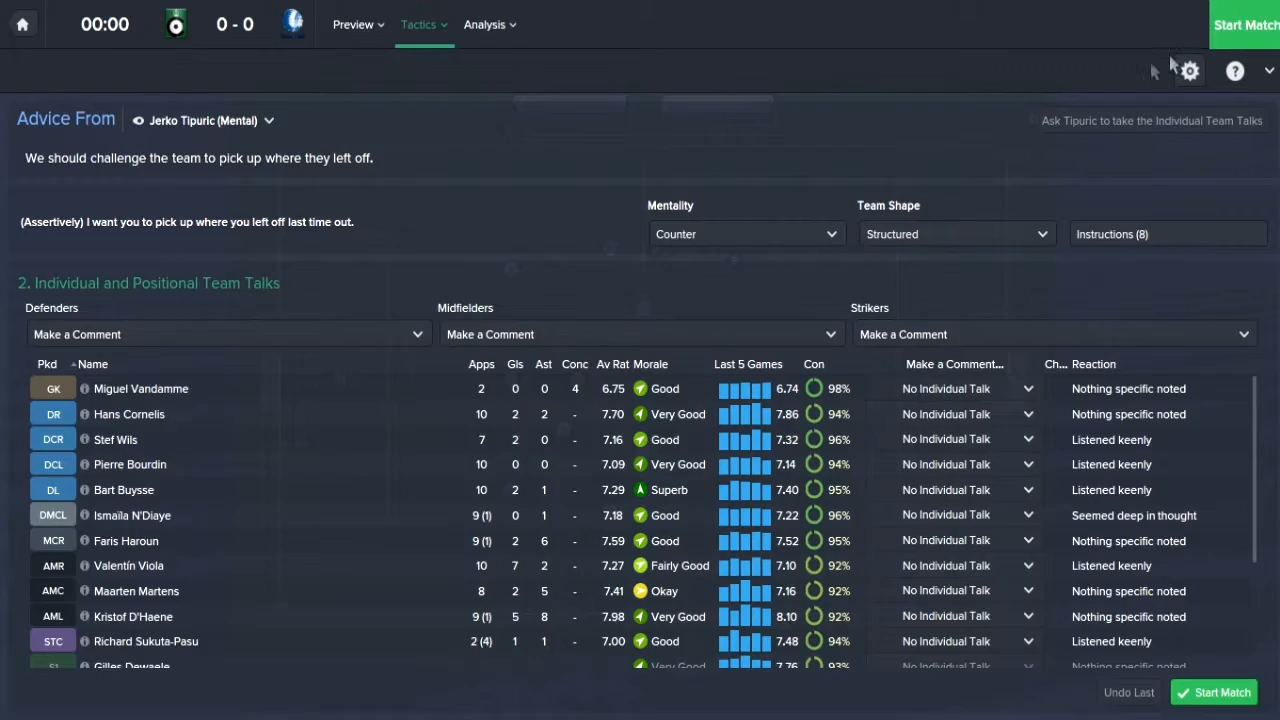 00:00 0 - 0 Preview Tactics Analysis Start Match
Advice From Jerko Tipuric (Mental) Ask Tipuric to take the Individual Team Talks
We should challenge the team to pick up where they left off.
Mentality Team Shape
(Assertively) I want you to pick up where you left off last time out.
Counter Structured Instructions (8)
2. Individual and Positional Team Talks
Defenders Midfielders Strikers
Make a Comment Make a Comment Make a Comment
Pkd Name Apps Gls Ast Conc Av Rat Morale Last 5 Games Con Make a Comment... Ch... Reaction
GK Miguel Vandamme 2 0 0 4 6.75 Good 6.74 98% No Individual Talk Nothing specific noted
DR Hans Cornelis 10 2 2 - 7.70 Very Good 7.86 94% No Individual Talk Nothing specific noted
DCR Stef Wils 7 2 0 - 7.16 Good 7.32 96% No Individual Talk Listened keenly
DCL Pierre Bourdin 10 0 0 - 7.09 Very Good 7.14 94% No Individual Talk Listened keenly
DL Bart Buysse 10 2 1 - 7.29 Superb 7.40 95% No Individual Talk Listened keenly
DMCL Ismaïla N'Diaye 9 (1) 0 1 - 7.18 Good 7.22 96% No Individual Talk Seemed deep in thought
MCR Faris Haroun 9 (1) 2 6 - 7.59 Good 7.52 95% No Individual Talk Nothing specific noted
AMR Valentín Viola 10 7 2 - 7.27 Fairly Good 7.10 92% No Individual Talk Listened keenly
AMC Maarten Martens 8 2 5 - 7.41 Okay 7.16 92% No Individual Talk Nothing specific noted
AML Kristof D'Haene 9 (1) 5 8 - 7.98 Very Good 8.10 92% No Individual Talk Nothing specific noted
STC Richard Sukuta-Pasu 2 (4) 1 1 - 7.00 Good 7.48 94% No Individual Talk Listened keenly
S1 Gilles Dewaele Very Good 7.76 93% No Individual Talk Nothing specific noted
Undo Last Start Match